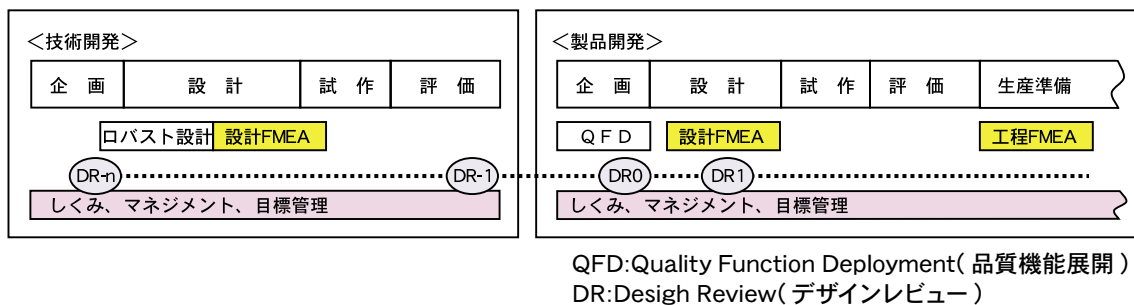 ＜技術開発＞
企 画 設 計 試 作 評 価
ロバスト設計 設計FMEA
DR-n DR-1
しくみ、マネジメント、目標管理
＜製品開発＞
企 画 設 計 試 作 評 価 生産準備
QFD 設計FMEA 工程FMEA
DR0 DR1
しくみ、マネジメント、目標管理
QFD:Quality Function Deployment( 品質機能展開 )
DR:Desigh Review( デザインレビュー )